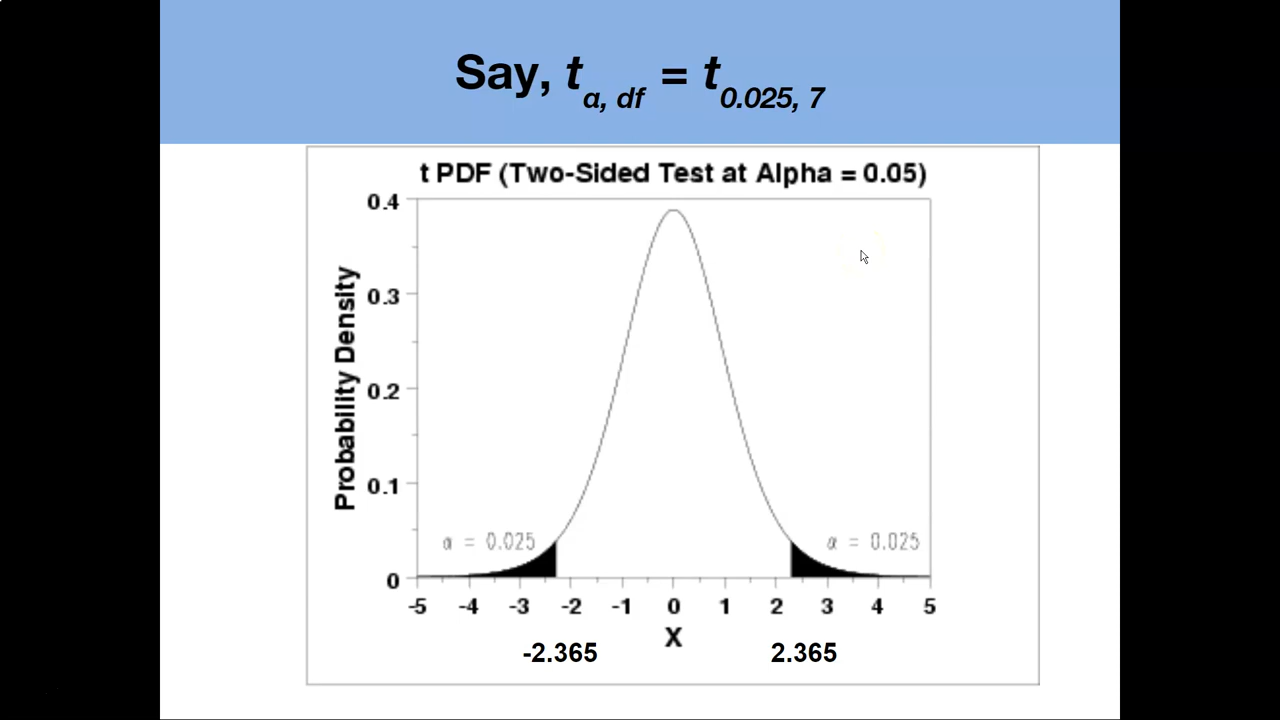 Say, t a, df = t 0.025, 7
t PDF (Two-Sided Test at Alpha = 0.05)
0.4
0.3
0.2
0.1
0
Probability Density
α = 0.025
α = 0.025
-5 -4 -3 -2 -1 0 1 2 3 4 5
X
-2.365 2.365